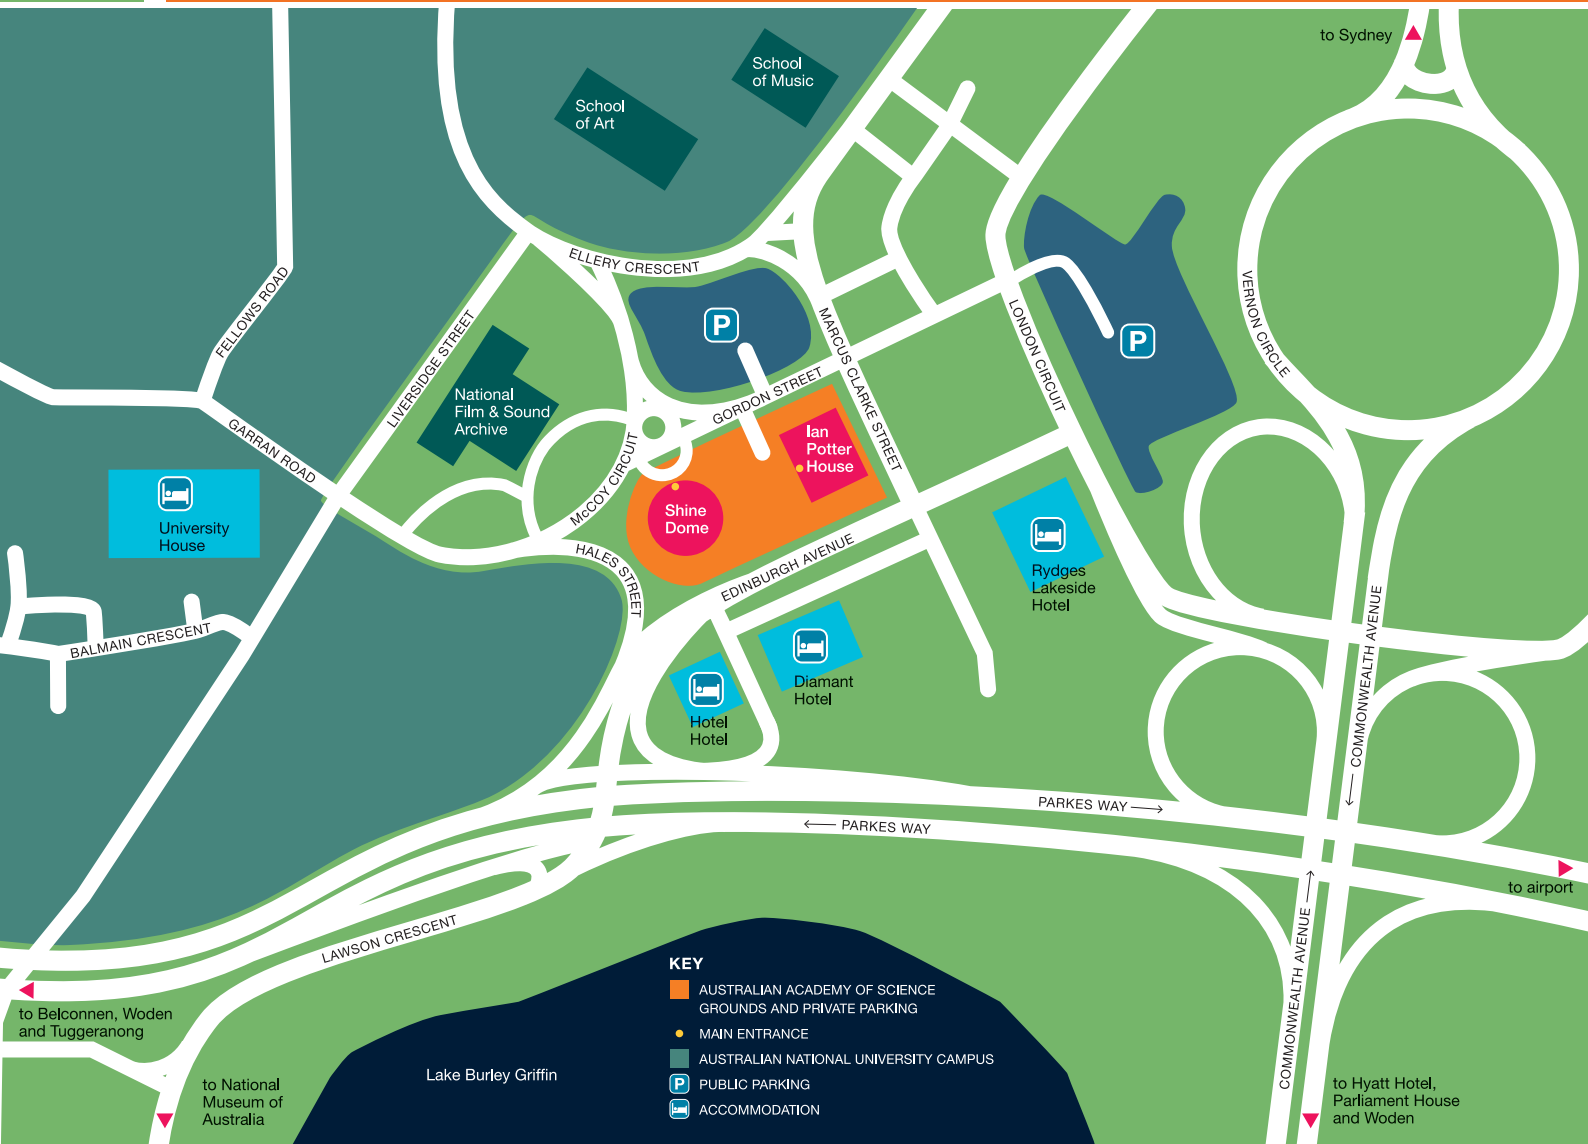 to Sydney
School
of Music
School
of Art
ELLERY CRESCENT
FELLOWS ROAD
LIVERSIDGE STREET
P
P
VERNON CIRCLE
MARCUS CLARKE STREET
LONDON CIRCUIT
GORDON STREET
National
Film & Sound
Archive
GARRAN ROAD
McCOY CIRCUIT
Ian
Potter
House
Shine
Dome
University
House
HALES STREET
EDINBURGH AVENUE
Rydges
Lakeside
Hotel
BALMAIN CRESCENT
Diamant
Hotel
Hotel
Hotel
COMMONWEALTH AVENUE
PARKES WAY
PARKES WAY
to airport
LAWSON CRESCENT
COMMONWEALTH AVENUE
to Belconnen, Woden
and Tuggeranong
to National
Museum of
Australia
Lake Burley Griffin
KEY
AUSTRALIAN ACADEMY OF SCIENCE
GROUNDS AND PRIVATE PARKING
MAIN ENTRANCE
AUSTRALIAN NATIONAL UNIVERSITY CAMPUS
P PUBLIC PARKING
ACCOMMODATION
to Hyatt Hotel,
Parliament House
and Woden